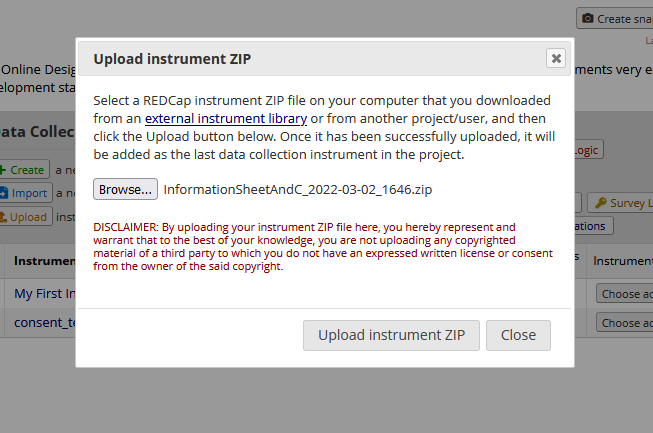 Create sna
Upload instrument ZIP
Online Desig
ments very e
elopment sta
Select a REDCap instrument ZIP file on your computer that you downloaded
from an external instrument library or from another project/user, and then
click the Upload button below. Once it has been successfully uploaded, it will
be added as the last data collection instrument in the project.
ata Collec
Logic
Create a ne
Browse... InformationSheetAndC_2022-03-02_1646.zip
Import a ne
Survey L
Upload inst
ations
DISCLAIMER: By uploading your instrument ZIP file here, you hereby represent and
warrant that to the best of your knowledge, you are not uploading any copyrighted
material of a third party to which you do not have an expressed written license or consent
from the owner of the said copyright.
Instrum
s Instrument
My First In
Choose ac
consent_te
Choose ac
Upload instrument ZIP Close